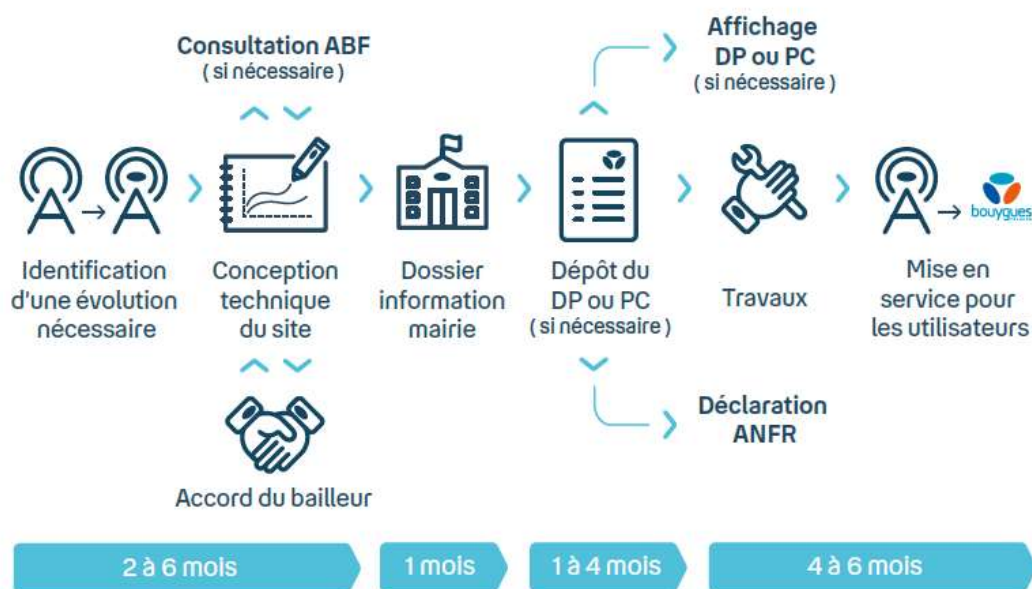 Consultation ABF
( si nécessaire )
Affichage
DP ou PC
( si nécessaire )
bouygues
Identification
d'une évolution
nécessaire
Conception
technique
du site
Dossier
information
mairie
Dépôt du
DP ou PC
( si nécessaire )
Travaux
Mise en
service pour
les utilisateurs
Accord du bailleur
Déclaration
ANFR
2 à 6 mois
1 mois
1 à 4 mois
4 à 6 mois